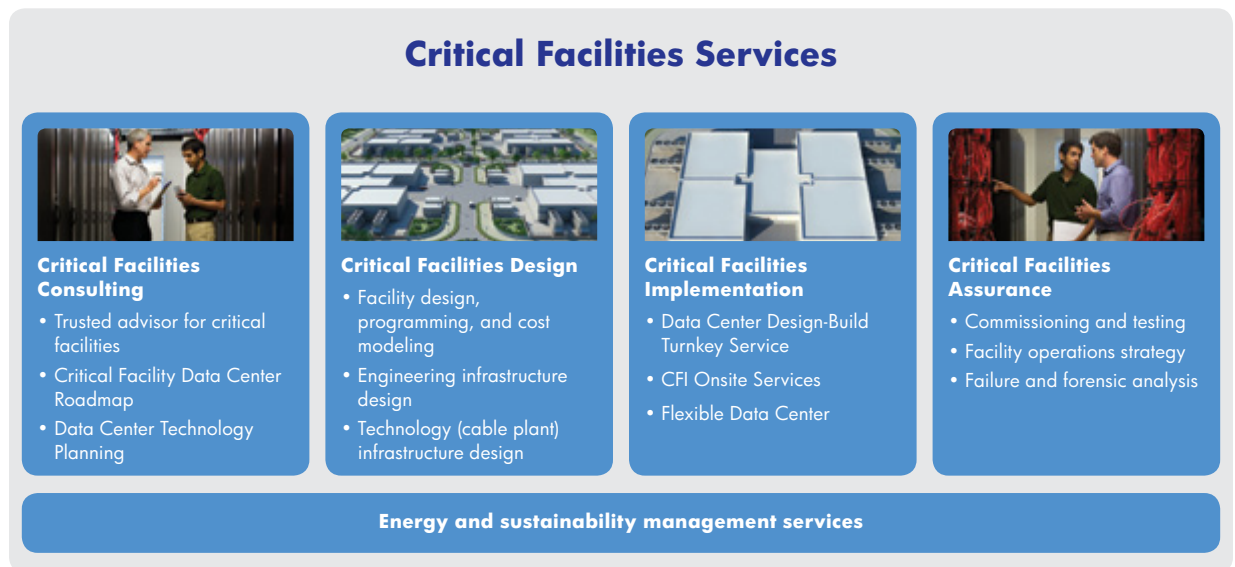 Critical Facilities Services
Critical Facilities
Consulting
• Trusted advisor for critical
facilities
• Critical Facility Data Center
Roadmap
• Data Center Technology
Planning
Critical Facilities Design
• Facility design,
programming, and cost
modeling
• Engineering infrastructure
design
• Technology (cable plant)
infrastructure design
Critical Facilities
Implementation
• Data Center Design-Build
Turnkey Service
• CFI Onsite Services
• Flexible Data Center
Critical Facilities
Assurance
• Commissioning and testing
• Facility operations strategy
• Failure and forensic analysis
Energy and sustainability management services